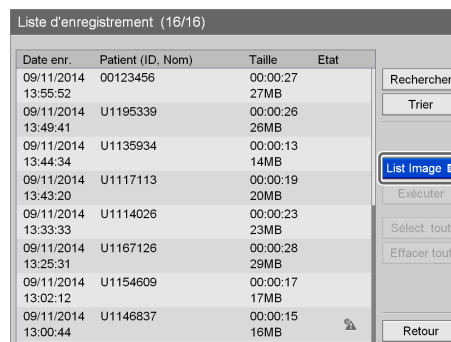 Liste d'enregistrement (16/16)
Date enr. Patient (ID, Nom) Taille Etat
09/11/2014 00123456 00:00:27
13:55:52 27MB
09/11/2014 U1195339 00:00:26
13:49:41 26MB
09/11/2014 U1135934 00:00:13
13:44:34 14MB
09/11/2014 U1117113 00:00:19
13:43:20 20MB
09/11/2014 U1114026 00:00:23
13:33:33 23MB
09/11/2014 U1167126 00:00:28
13:25:31 29MB
09/11/2014 U1154609 00:00:17
13:02:12 17MB
09/11/2014 U1146837 00:00:15
13:00:44 16MB
Rechercher
Trier
List Image
Exécuter
Sélect. tout
Effacer tout
Retour